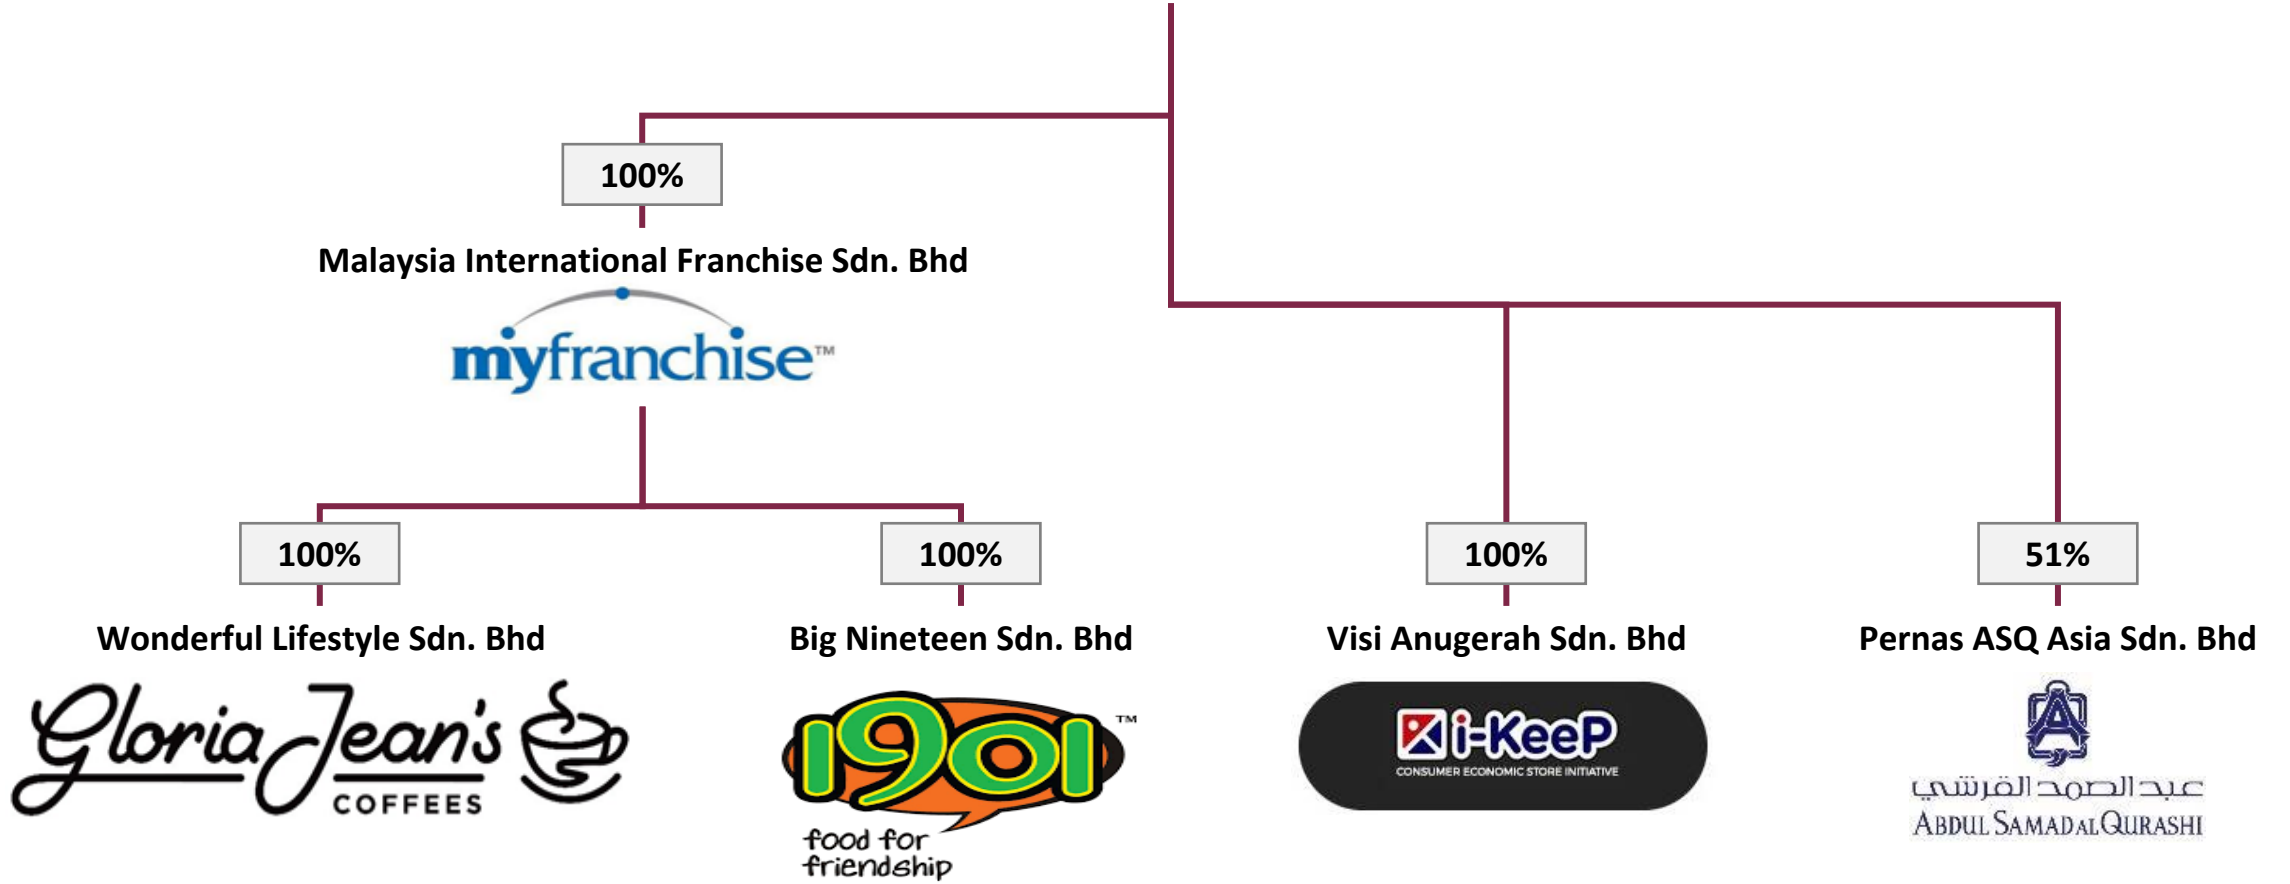 100%
Malaysia International Franchise Sdn. Bhd
myfranchise™
100%
100%
100%
51%
Wonderful Lifestyle Sdn. Bhd
Big Nineteen Sdn. Bhd
Visi Anugerah Sdn. Bhd
Pernas ASQ Asia Sdn. Bhd
Gloria Jean's
COFFEES
1901 ™
food for
friendship
i-KeeP
CONSUMER ECONOMIC STORE INITIATIVE
عبد الصمد القرشي
ABDUL SAMAD AL QURASHI